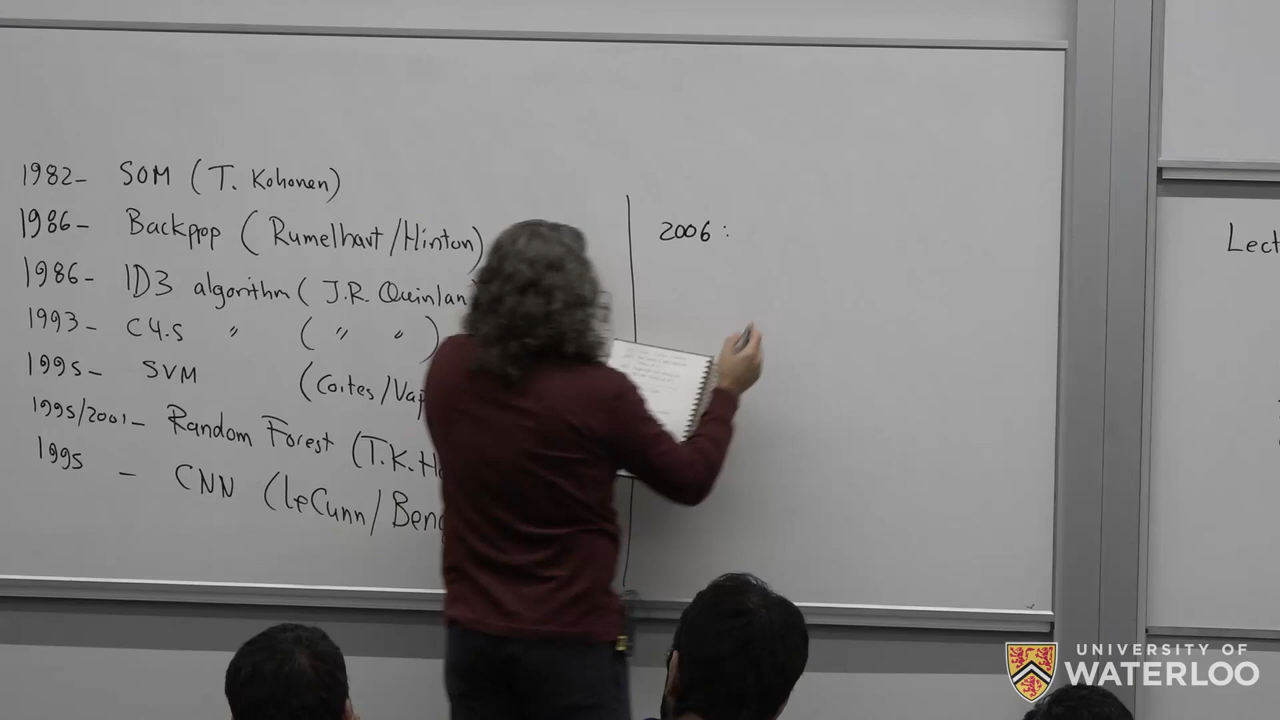 1982- SOM (T. Kohonen)
1986- Backprop (Rumelhart/Hinton)
1986- ID3 algorithm (J.R. Quinlan
1993- C4.5 " (" ")
1995- SVM (Cortes/Vap
1995/2001- Random Forest (T.K. H
1995 - CNN (LeCunn/Beng
2006:
Lect
UNIVERSITY OF
WATERLOO